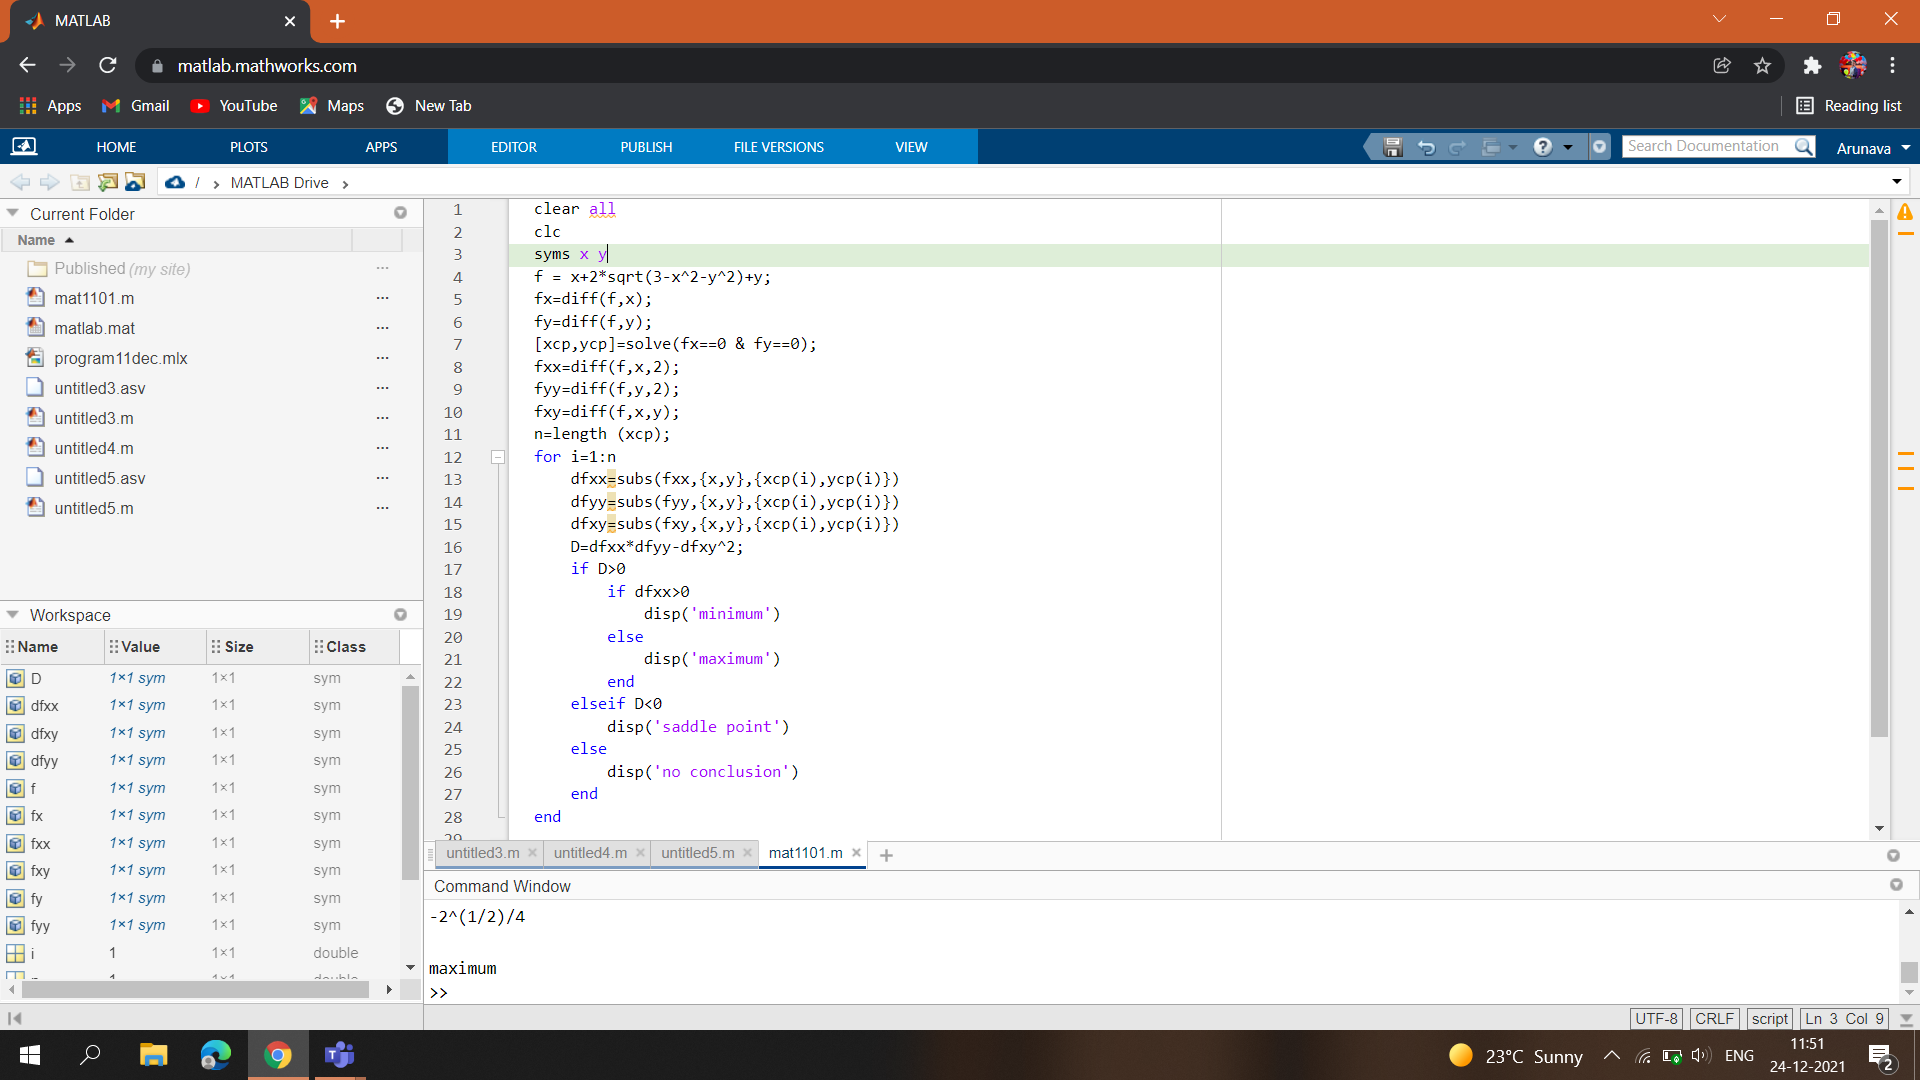 MATLAB
matlab.mathworks.com
Apps Gmail YouTube Maps New Tab Reading list
HOME PLOTS APPS EDITOR PUBLISH FILE VERSIONS VIEW Search Documentation Arunava
/ › MATLAB Drive ›
Current Folder
Name
Published (my site)
mat1101.m
matlab.mat
program11dec.mlx
untitled3.asv
untitled3.m
untitled4.m
untitled5.asv
untitled5.m
Workspace
Name Value Size Class
D 1×1 sym 1×1 sym
dfxx 1×1 sym 1×1 sym
dfxy 1×1 sym 1×1 sym
dfyy 1×1 sym 1×1 sym
f 1×1 sym 1×1 sym
fx 1×1 sym 1×1 sym
fxx 1×1 sym 1×1 sym
fxy 1×1 sym 1×1 sym
fy 1×1 sym 1×1 sym
fyy 1×1 sym 1×1 sym
i 1 1×1 double
1 clear all
2 clc
3 syms x y
4 f = x+2*sqrt(3-x^2-y^2)+y;
5 fx=diff(f,x);
6 fy=diff(f,y);
7 [xcp,ycp]=solve(fx==0 & fy==0);
8 fxx=diff(f,x,2);
9 fyy=diff(f,y,2);
10 fxy=diff(f,x,y);
11 n=length (xcp);
12 for i=1:n
13 dfxx=subs(fxx,{x,y},{xcp(i),ycp(i)})
14 dfyy=subs(fyy,{x,y},{xcp(i),ycp(i)})
15 dfxy=subs(fxy,{x,y},{xcp(i),ycp(i)})
16 D=dfxx*dfyy-dfxy^2;
17 if D>0
18 if dfxx>0
19 disp('minimum')
20 else
21 disp('maximum')
22 end
23 elseif D<0
24 disp('saddle point')
25 else
26 disp('no conclusion')
27 end
28 end
29
untitled3.m untitled4.m untitled5.m mat1101.m
Command Window
-2^(1/2)/4
maximum
>>
UTF-8 CRLF script Ln 3 Col 9
23°C Sunny ENG 11:51
24-12-2021 2